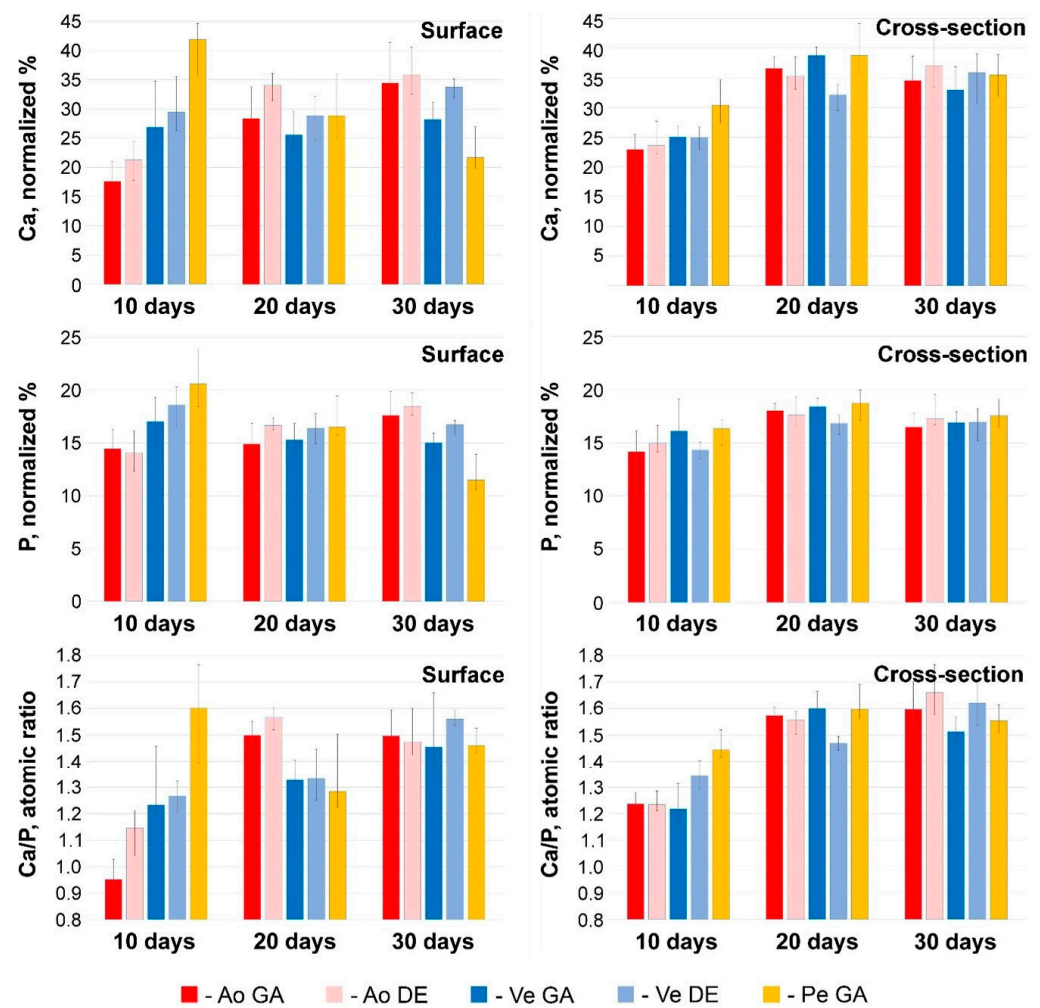 Surface
Ca, normalized %
45
40
35
30
25
20
15
10
5
0
10 days 20 days 30 days
Cross-section
Ca, normalized %
45
40
35
30
25
20
15
10
5
10 days 20 days 30 days
Surface
P, normalized %
25
20
15
10
5
0
10 days 20 days 30 days
Cross-section
P, normalized %
25
20
15
10
5
0
10 days 20 days 30 days
Surface
Ca/P, atomic ratio
1.8
1.7
1.6
1.5
1.4
1.3
1.2
1.1
1.0
0.9
0.8
10 days 20 days 30 days
Cross-section
Ca/P, atomic ratio
1.8
1.7
1.6
1.5
1.4
1.3
1.2
1.1
1.0
0.9
0.8
10 days 20 days 30 days
- Ao GA - Ao DE - Ve GA - Ve DE - Pe GA